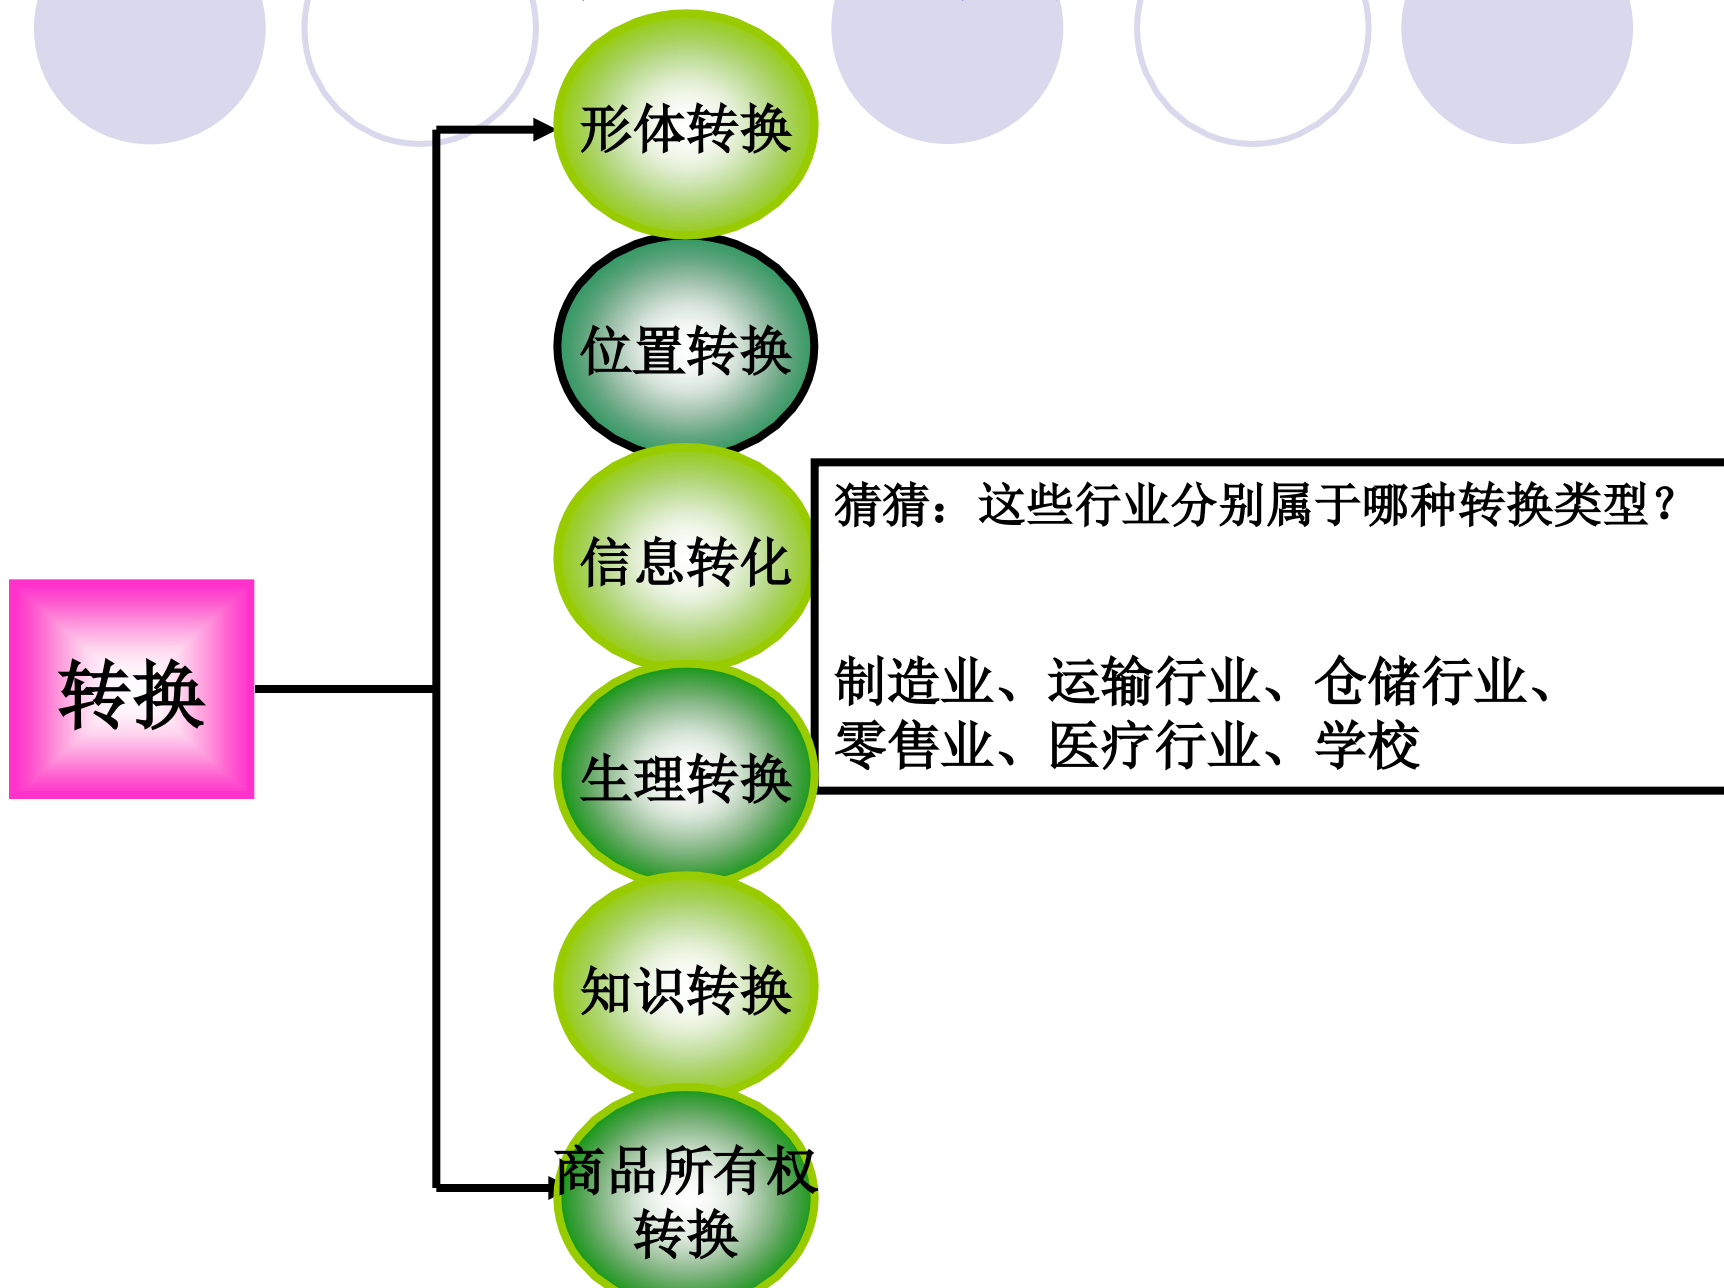 形体转换
位置转换
信息转化
猜猜：这些行业分别属于哪种转换类型？
制造业、运输行业、仓储行业、
零售业、医疗行业、学校
转换
生理转换
知识转换
商品所有权
转换